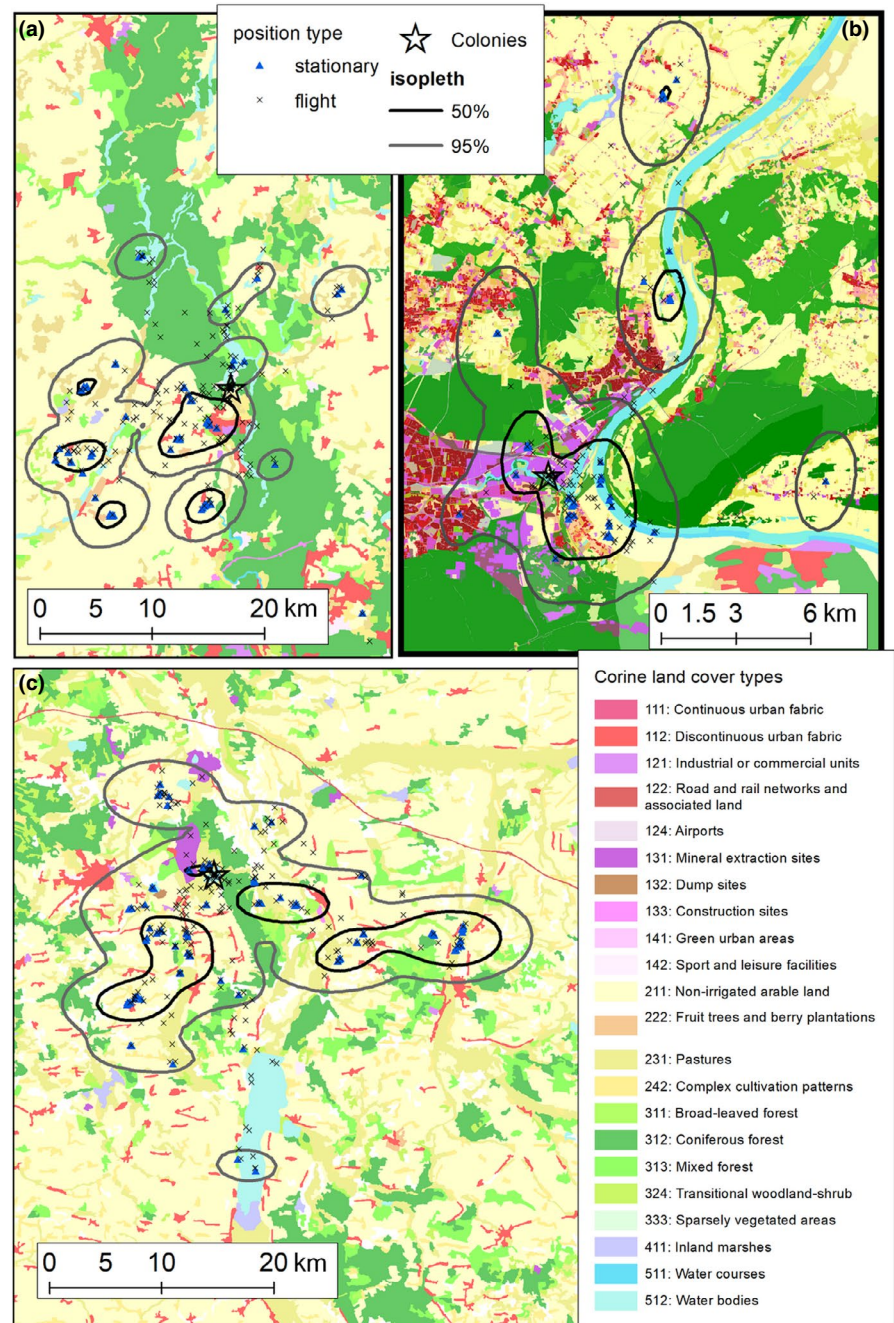 (a)
position type
stationary
flight
Colonies
isopleth
50%
95%
(b)
0 5 10 20 km
0 1.5 3 6 km
(c)
0 5 10 20 km
Corine land cover types
111: Continuous urban fabric
112: Discontinuous urban fabric
121: Industrial or commercial units
122: Road and rail networks and
associated land
124: Airports
131: Mineral extraction sites
132: Dump sites
133: Construction sites
141: Green urban areas
142: Sport and leisure facilities
211: Non-irrigated arable land
222: Fruit trees and berry plantations
231: Pastures
242: Complex cultivation patterns
311: Broad-leaved forest
312: Coniferous forest
313: Mixed forest
324: Transitional woodland-shrub
333: Sparsely vegetated areas
411: Inland marshes
511: Water courses
512: Water bodies